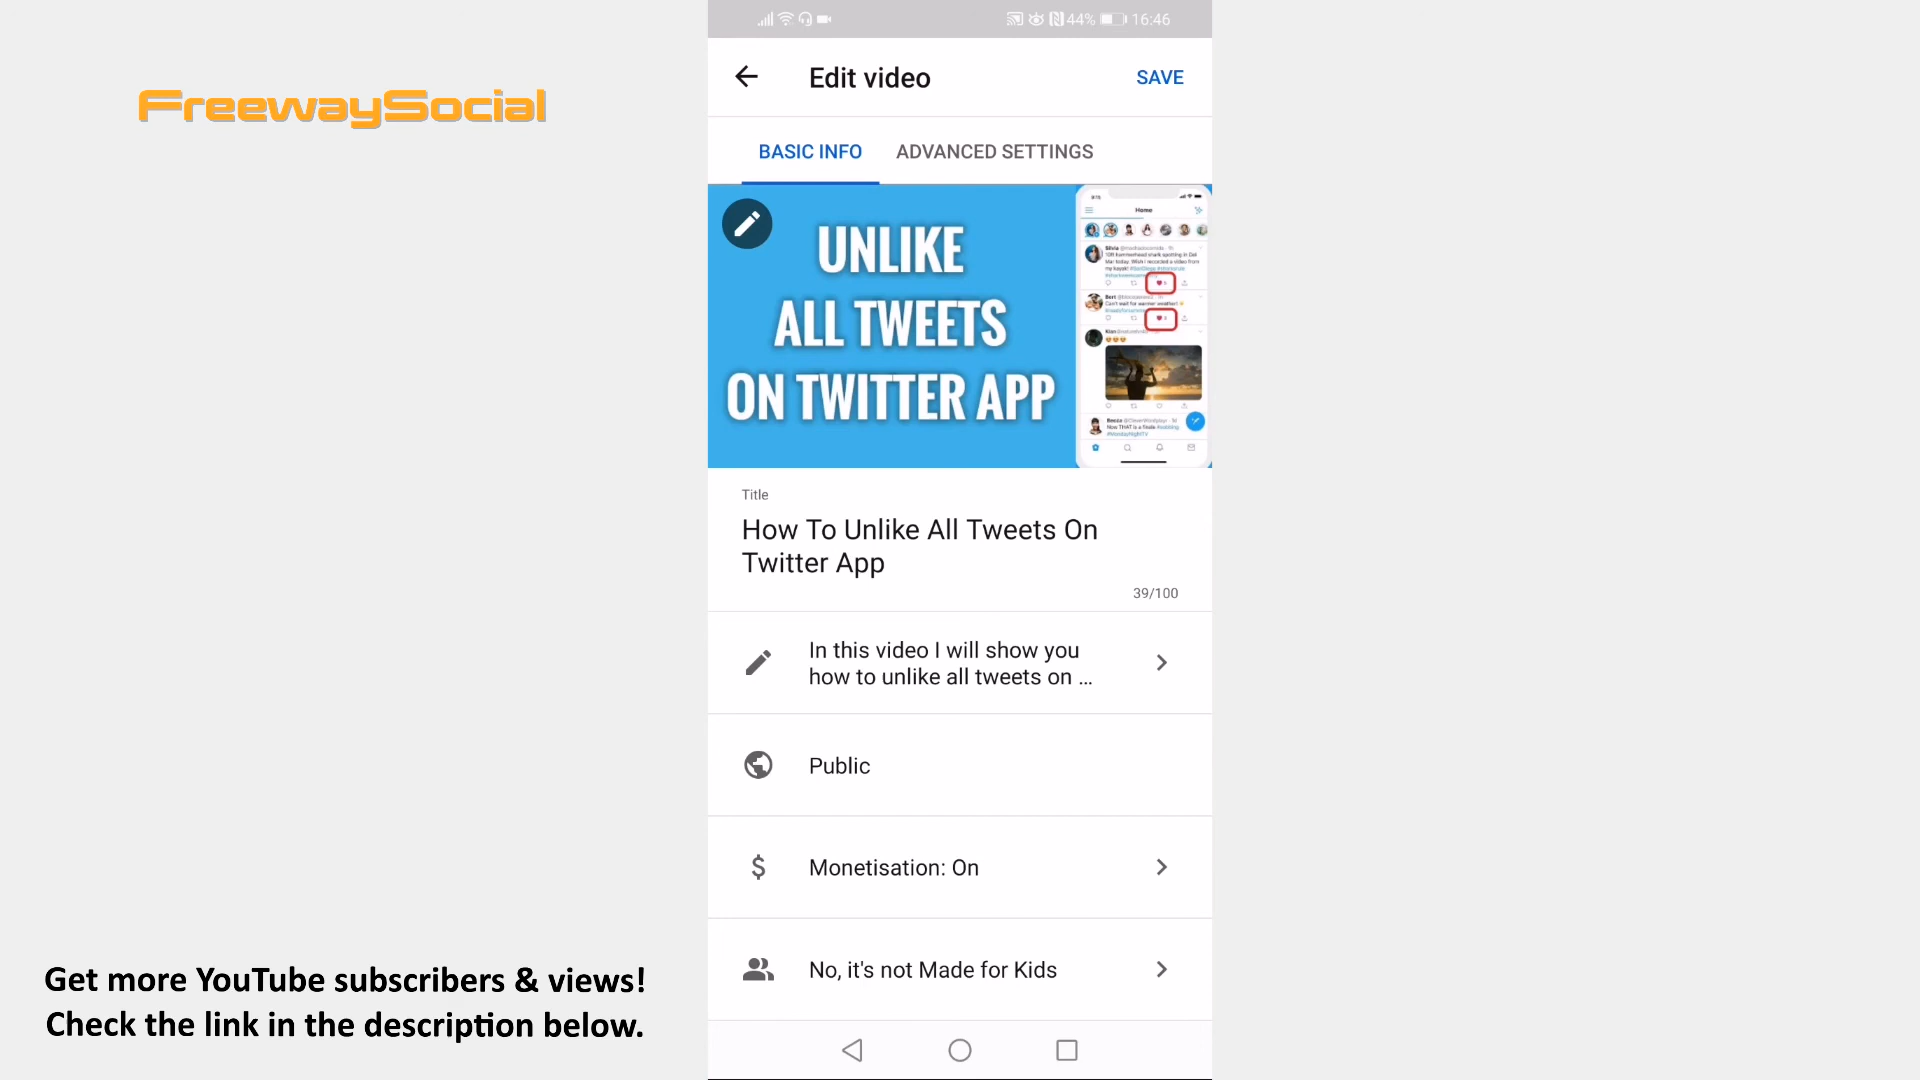 44% 16:46
FreewaySocial
Edit video
SAVE
BASIC INFO
ADVANCED SETTINGS
UNLIKE
ALL TWEETS
ON TWITTER APP
Home
Title
How To Unlike All Tweets On
Twitter App
39/100
In this video I will show you
how to unlike all tweets on ...
Public
$
Monetisation: On
No, it's not Made for Kids
Get more YouTube subscribers & views!
Check the link in the description below.